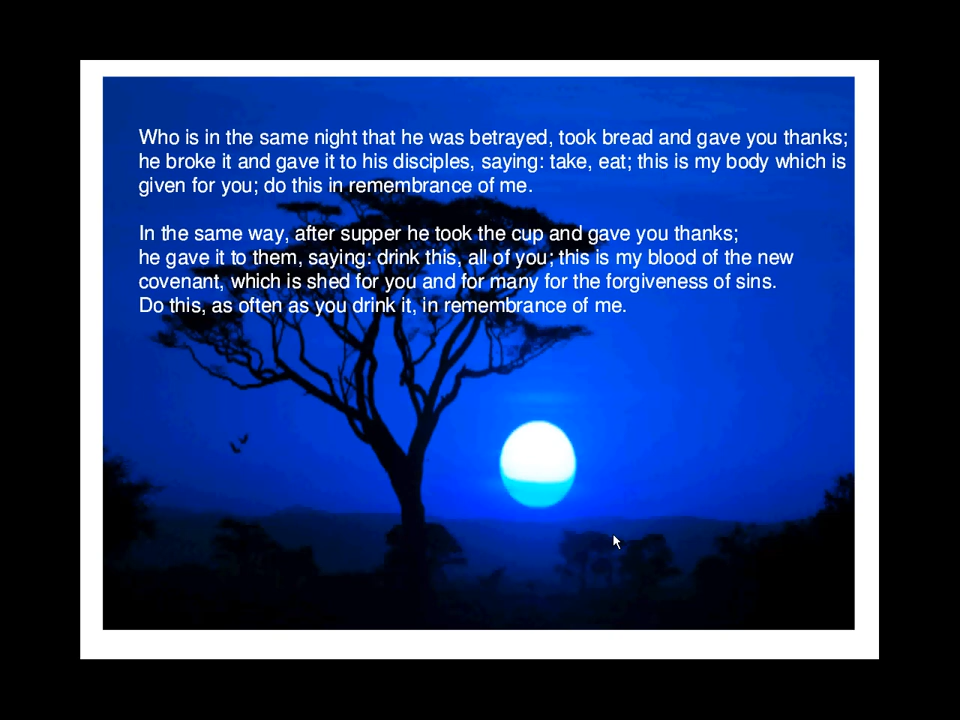 Who is in the same night that he was betrayed, took bread and gave you thanks;
he broke it and gave it to his disciples, saying: take, eat; this is my body which is
given for you; do this in remembrance of me.
In the same way, after supper he took the cup and gave you thanks;
he gave it to them, saying: drink this, all of you; this is my blood of the new
covenant, which is shed for you and for many for the forgiveness of sins.
Do this, as often as you drink it, in remembrance of me.